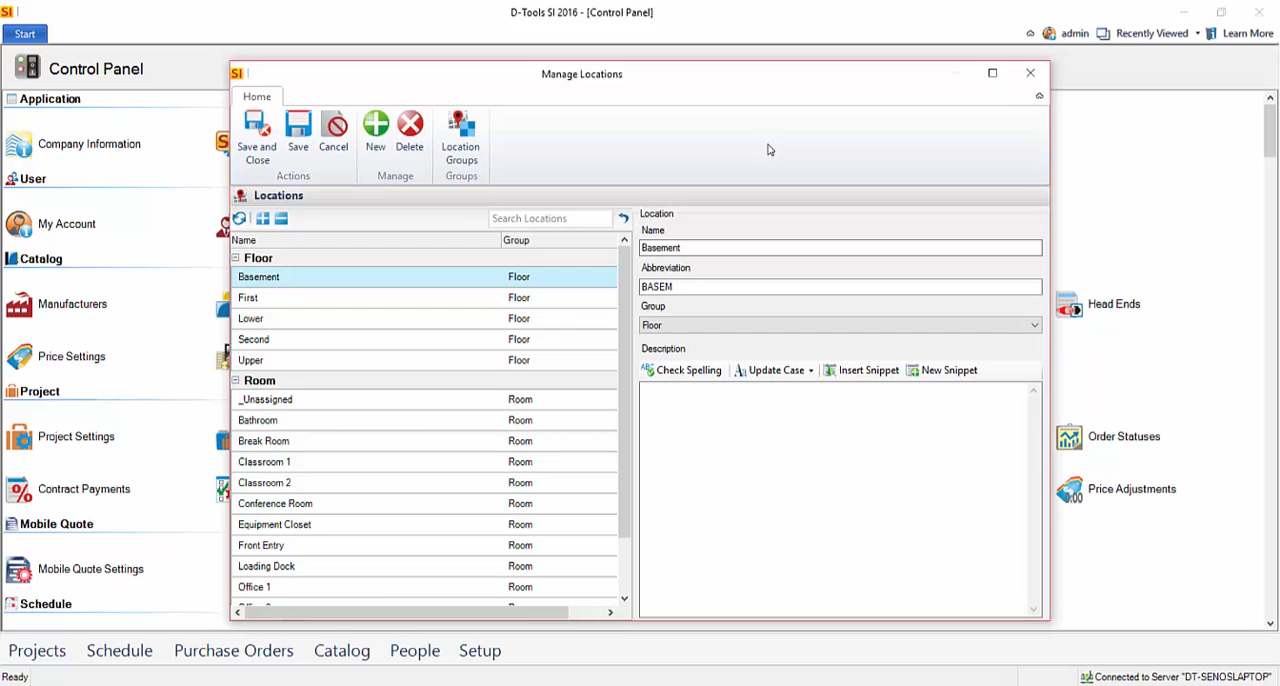 SI
D-Tools SI 2016 - [Control Panel]
Start
admin
Recently Viewed
Learn More
Control Panel
Application
Company Information
User
My Account
Catalog
Manufacturers
Price Settings
Project
Project Settings
Contract Payments
Mobile Quote
Mobile Quote Settings
Schedule
SI
Manage Locations
Home
Save and Close
Save
Cancel
New
Delete
Location Groups
Actions
Manage
Groups
Locations
Search Locations
Name Group
Floor
Basement Floor
First Floor
Lower Floor
Second Floor
Upper Floor
Room
_Unassigned Room
Bathroom Room
Break Room Room
Classroom 1 Room
Classroom 2 Room
Conference Room Room
Equipment Closet Room
Front Entry Room
Loading Dock Room
Office 1 Room
Location
Name
Basement
Abbreviation
BASEM
Group
Floor
Description
Check Spelling
Update Case
Insert Snippet
New Snippet
Head Ends
Order Statuses
Price Adjustments
Projects Schedule Purchase Orders Catalog People Setup
Ready
Connected to Server "DT-SENOSLAPTOP"